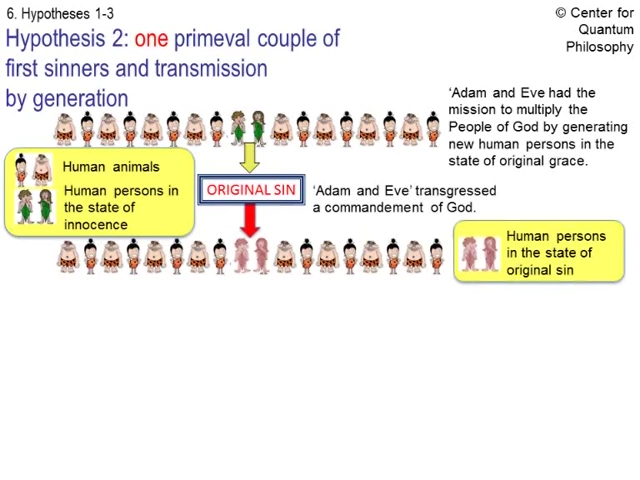 6. Hypotheses 1-3
© Center for
Quantum
Philosophy
Hypothesis 2: one primeval couple of
first sinners and transmission
by generation
‘Adam and Eve had the
mission to multiply the
People of God by generating
new human persons in the
state of original grace.
Human animals
Human persons in
the state of
innocence
ORIGINAL SIN
‘Adam and Eve’ transgressed
a commandement of God.
Human persons
in the state of
original sin